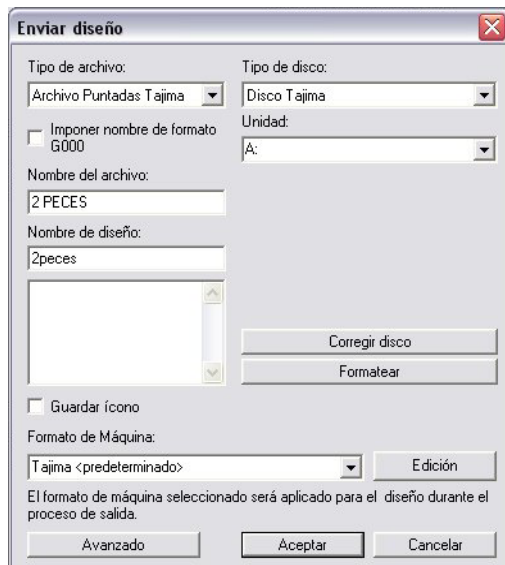 Enviar diseño
Tipo de archivo:
Archivo Puntadas Tajima
Imponer nombre de formato
G000
Nombre del archivo:
2 PECES
Nombre de diseño:
2peces
Tipo de disco:
Disco Tajima
Unidad:
A:
Corregir disco
Formatear
Guardar ícono
Formato de Máquina:
Tajima <predeterminado>
Edición
El formato de máquina seleccionado será aplicado para el diseño durante el
proceso de salida.
Avanzado
Aceptar
Cancelar